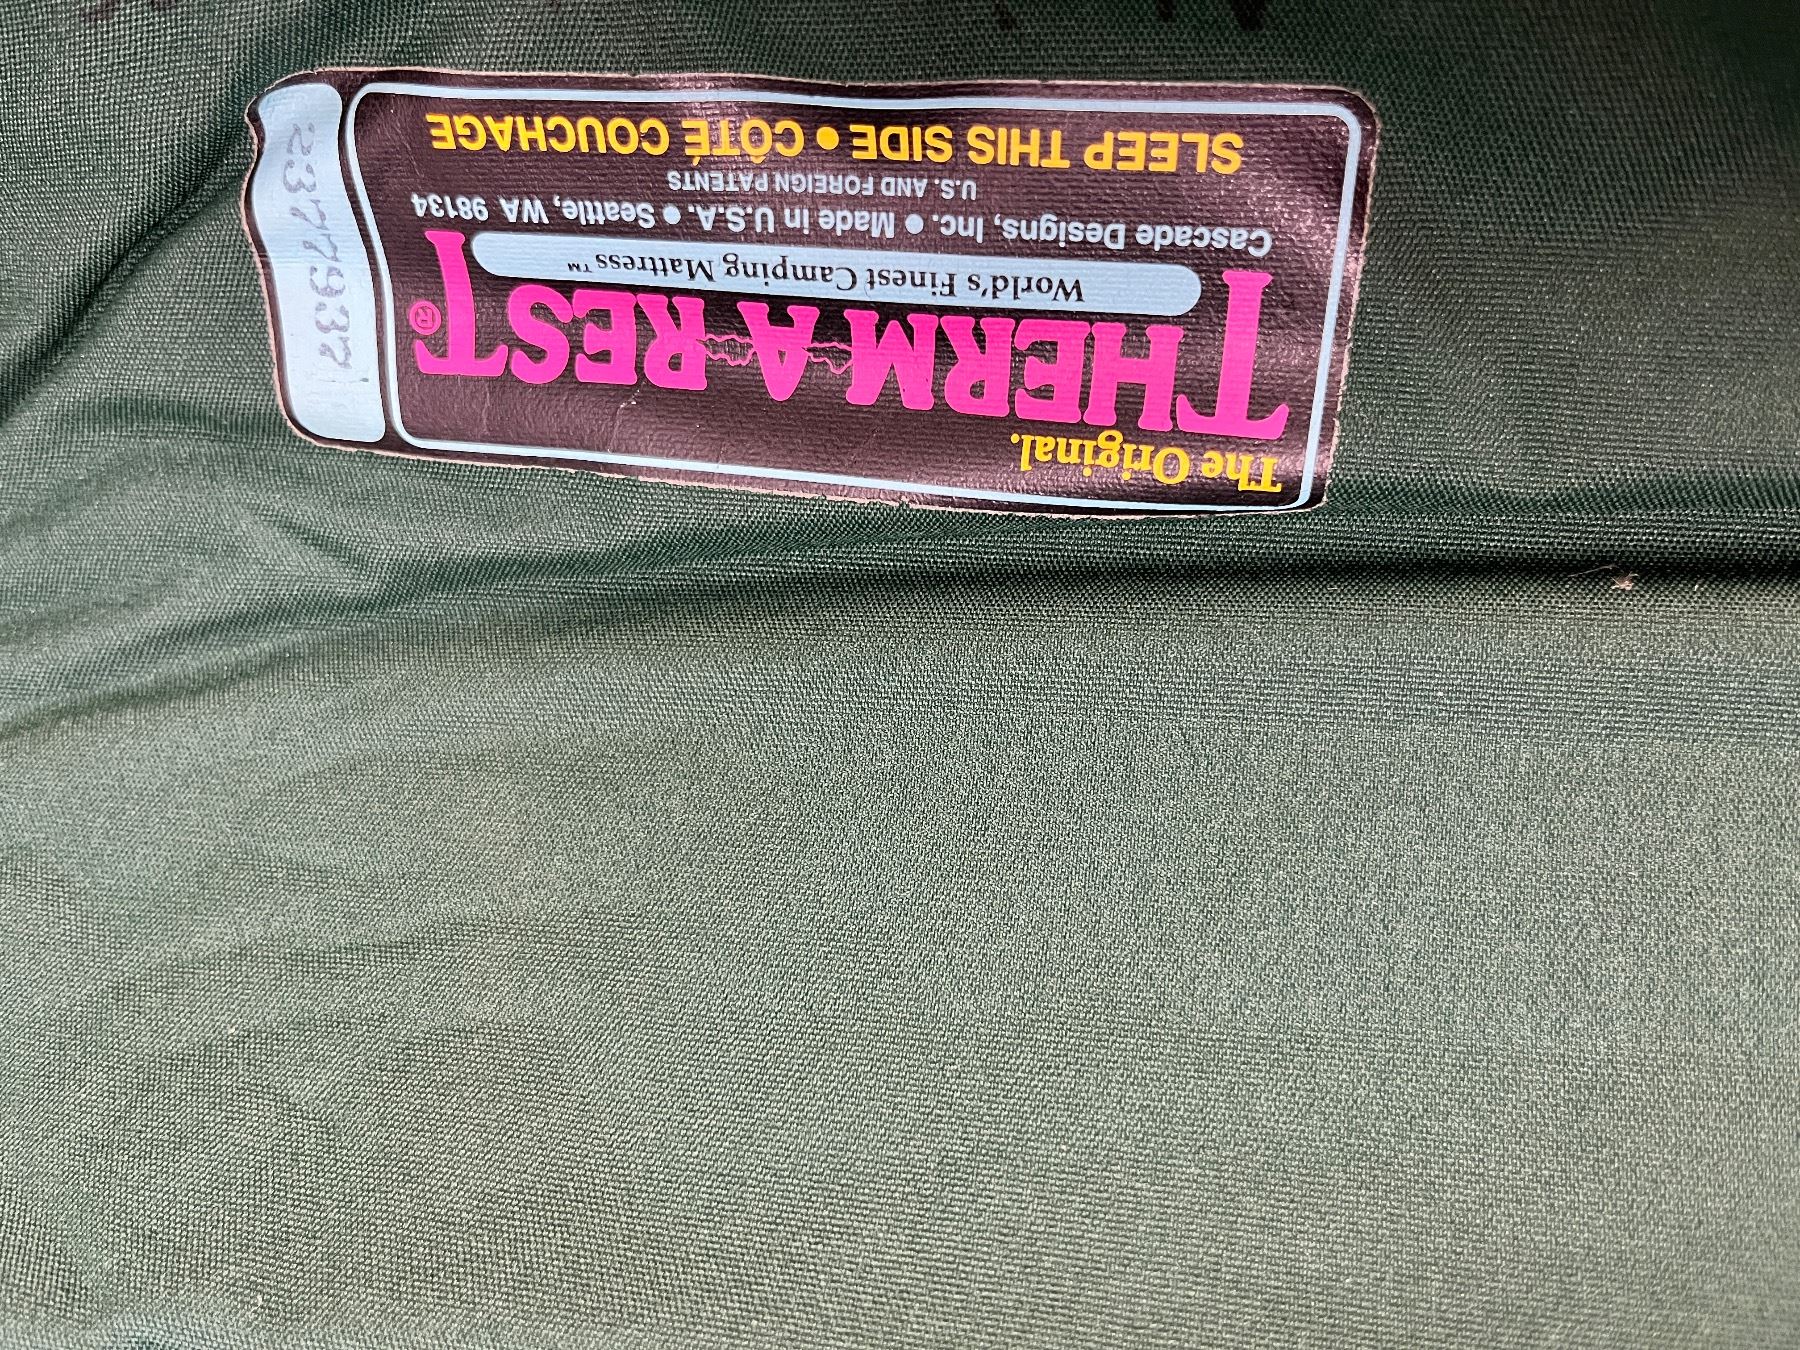 The Original.
THERM-A-REST®
World's Finest Camping Mattress™
Cascade Designs, Inc. • Made in U.S.A. • Seattle, WA 98134
U.S. AND FOREIGN PATENTS
SLEEP THIS SIDE • CÔTÉ COUCHAGE
2377937